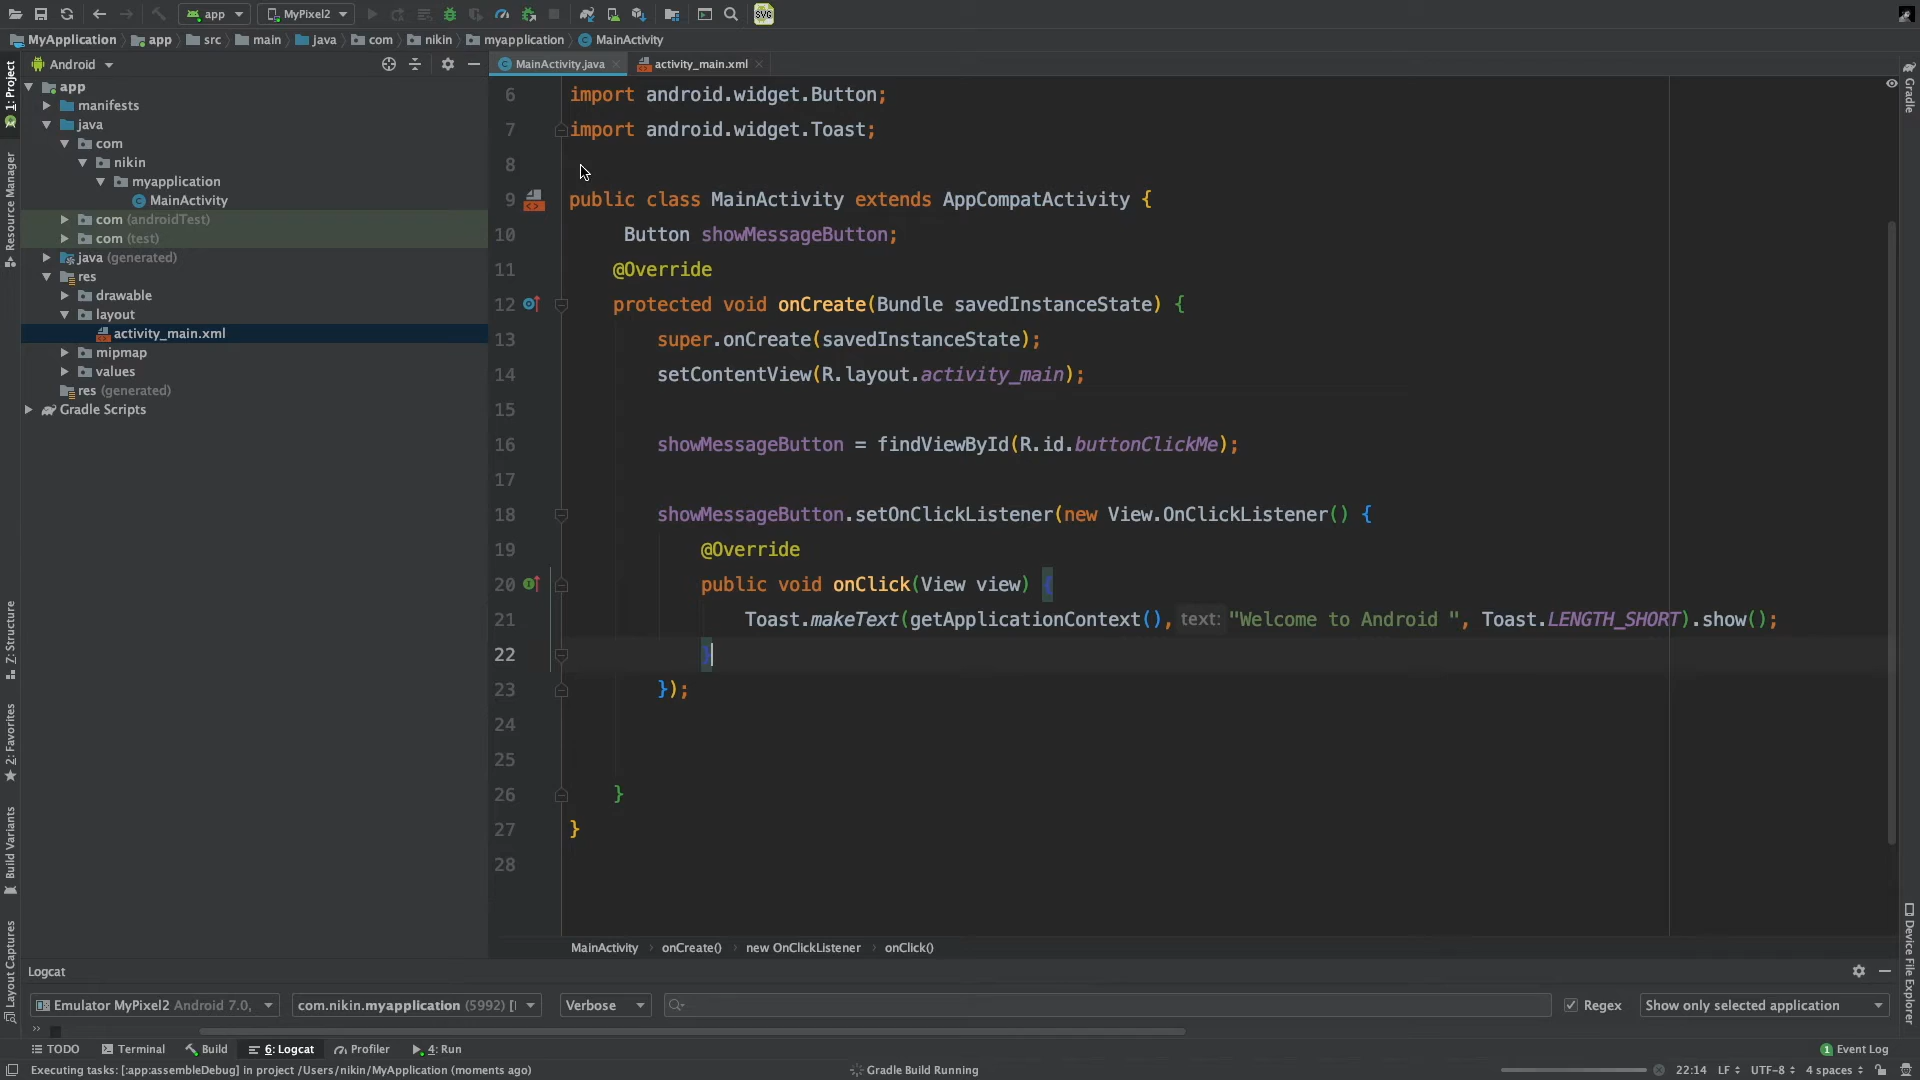 app
MyPixel2
SVG
MyApplication
app
src
main
java
com
nikin
myapplication
MainActivity
1: Project
Resource Manager
Z: Structure
2: Favorites
Build Variants
Layout Captures
Android
app
manifests
java
com
nikin
myapplication
MainActivity
com (androidTest)
com (test)
java (generated)
res
drawable
layout
activity_main.xml
mipmap
values
res (generated)
Gradle Scripts
MainActivity.java
activity_main.xml
6 import android.widget.Button;
7 import android.widget.Toast;
8
9 public class MainActivity extends AppCompatActivity {
10 Button showMessageButton;
11 @Override
12 protected void onCreate(Bundle savedInstanceState) {
13 super.onCreate(savedInstanceState);
14 setContentView(R.layout.activity_main);
15
16 showMessageButton = findViewById(R.id.buttonClickMe);
17
18 showMessageButton.setOnClickListener(new View.OnClickListener() {
19 @Override
20 public void onClick(View view) {
21 Toast.makeText(getApplicationContext(), text: "Welcome to Android ", Toast.LENGTH_SHORT).show();
22 }
23 });
24
25
26 }
27 }
28
MainActivity › onCreate() › new OnClickListener › onClick()
Gradle
Device File Explorer
Logcat
Emulator MyPixel2 Android 7.0,
com.nikin.myapplication (5992) [
Verbose
Regex
Show only selected application
»
TODO
Terminal
Build
6: Logcat
Profiler
4: Run
1 Event Log
Executing tasks: [:app:assembleDebug] in project /Users/nikin/MyApplication (moments ago)
Gradle Build Running
22:14
LF
UTF-8
4 spaces